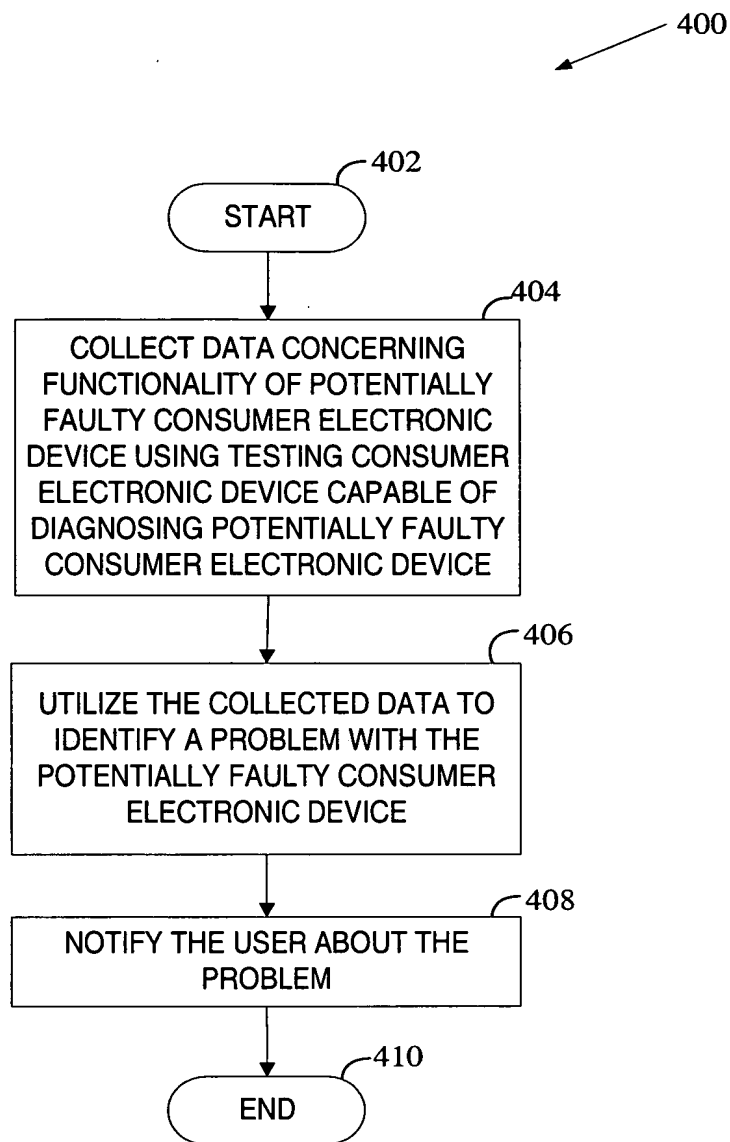 400
402
START
404
COLLECT DATA CONCERNING
FUNCTIONALITY OF POTENTIALLY
FAULTY CONSUMER ELECTRONIC
DEVICE USING TESTING CONSUMER
ELECTRONIC DEVICE CAPABLE OF
DIAGNOSING POTENTIALLY FAULTY
CONSUMER ELECTRONIC DEVICE
406
UTILIZE THE COLLECTED DATA TO
IDENTIFY A PROBLEM WITH THE
POTENTIALLY FAULTY CONSUMER
ELECTRONIC DEVICE
408
NOTIFY THE USER ABOUT THE
PROBLEM
410
END